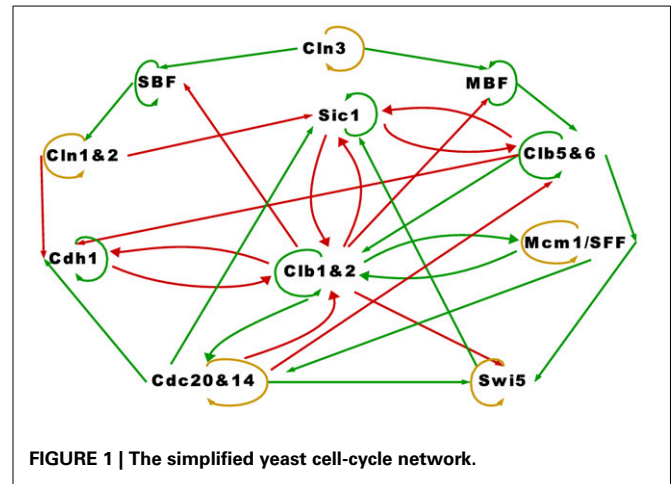 Cln3
SBF
MBF
Sic1
Cln1&2
Clb5&6
Cdh1
Mcm1/SFF
Clb1&2
Cdc20&14
Swi5
FIGURE 1 | The simplified yeast cell-cycle network.